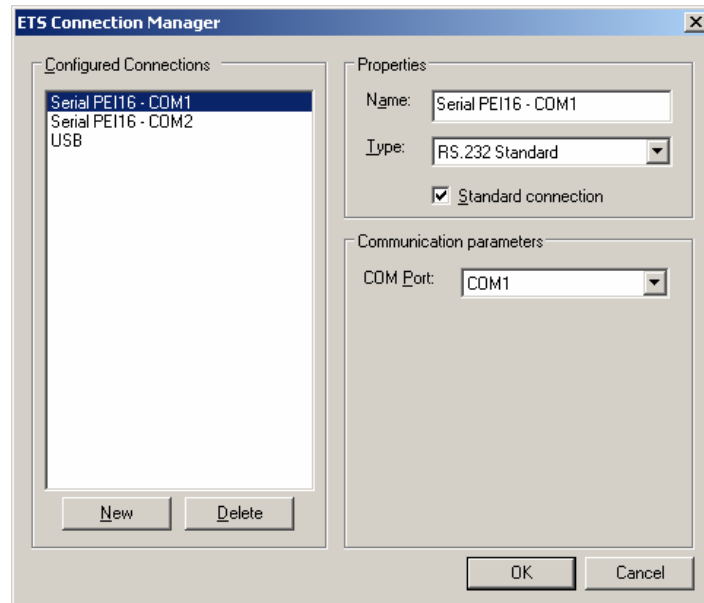 ETS Connection Manager
Configured Connections
Serial PEI16 - COM1
Serial PEI16 - COM2
USB
New
Delete
Properties
Name: Serial PEI16 - COM1
Type: RS.232 Standard
Standard connection
Communication parameters
COM Port: COM1
OK
Cancel